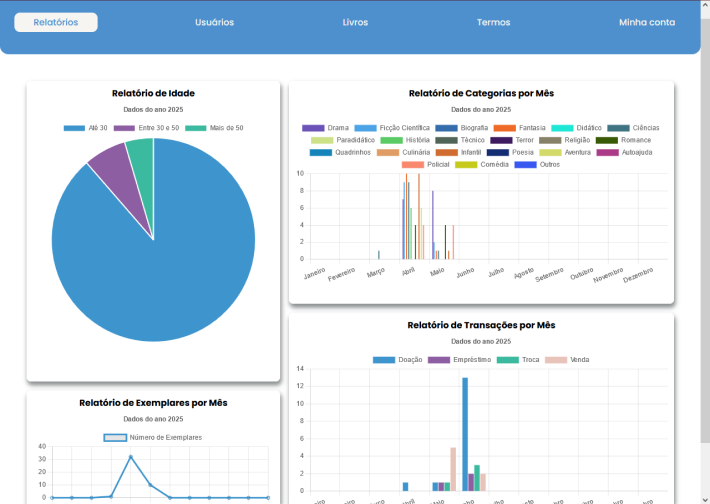 Relatórios Usuários Livros Termos Minha conta
Relatório de Idade
Dados do ano 2025
Até 30 Entre 30 e 50 Mais de 50
Relatório de Categorias por Mês
Dados do ano 2025
Drama Ficção Científica Biografia Fantasia Didático Ciências
Paradidático História Técnico Terror Religião Romance
Quadrinhos Culinária Infantil Poesia Aventura Autoajuda
Policial Comédia Outros
10
8
6
4
2
0
Janeiro Fevereiro Março Abril Maio Junho Julho Agosto Setembro Outubro Novembro Dezembro
Relatório de Transações por Mês
Dados do ano 2025
Doação Empréstimo Troca Venda
14
12
10
8
6
4
2
0
Relatório de Exemplares por Mês
Dados do ano 2025
Número de Exemplares
40
30
20
10
0